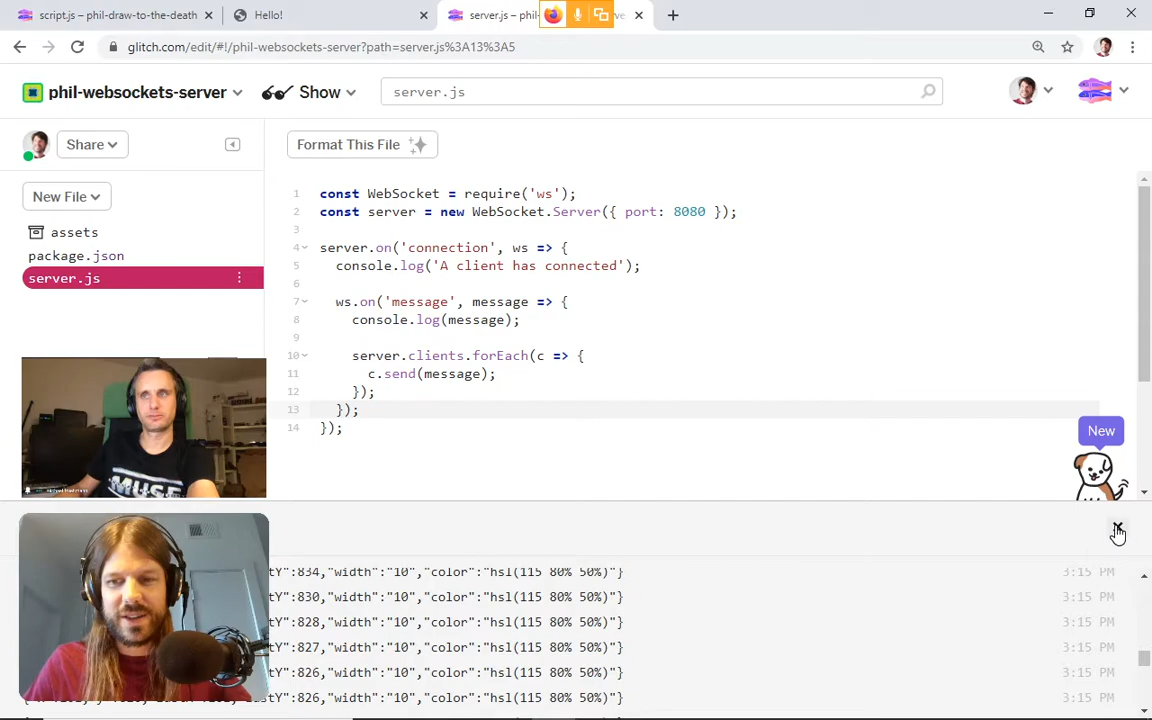 script.js – phil-draw-to-the-death
Hello!
server.js – phil-
glitch.com/edit/#!/phil-websockets-server?path=server.js%3A13%3A5
phil-websockets-server
Show
server.js
Share
Format This File
New File
assets
package.json
server.js
1 const WebSocket = require('ws');
2 const server = new WebSocket.Server({ port: 8080 });
3
4 server.on('connection', ws => {
5 console.log('A client has connected');
6
7 ws.on('message', message => {
8 console.log(message);
9
10 server.clients.forEach(c => {
11 c.send(message);
12 });
13 });
14 });
New
MUSE
tY":834,"width":"10","color":"hsl(115 80% 50%)"} 3:15 PM
tY":830,"width":"10","color":"hsl(115 80% 50%)"} 3:15 PM
tY":828,"width":"10","color":"hsl(115 80% 50%)"} 3:15 PM
tY":827,"width":"10","color":"hsl(115 80% 50%)"} 3:15 PM
tY":826,"width":"10","color":"hsl(115 80% 50%)"} 3:15 PM
tY":826,"width":"10","color":"hsl(115 80% 50%)"} 3:15 PM